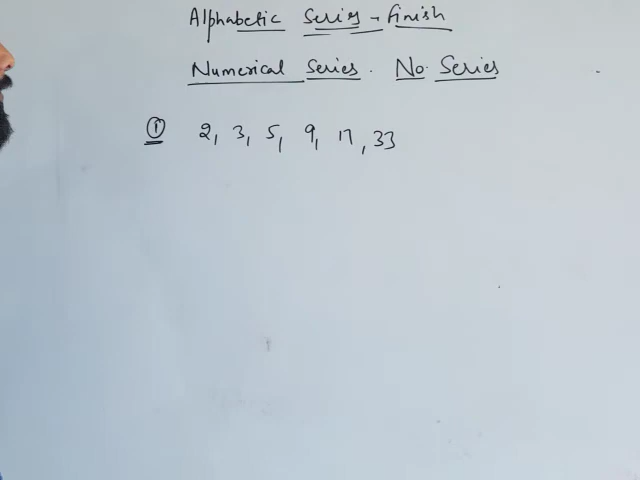 Alphabetic Series - Finish
Numerical Series. No. Series
① 2, 3, 5, 9, 17, 33